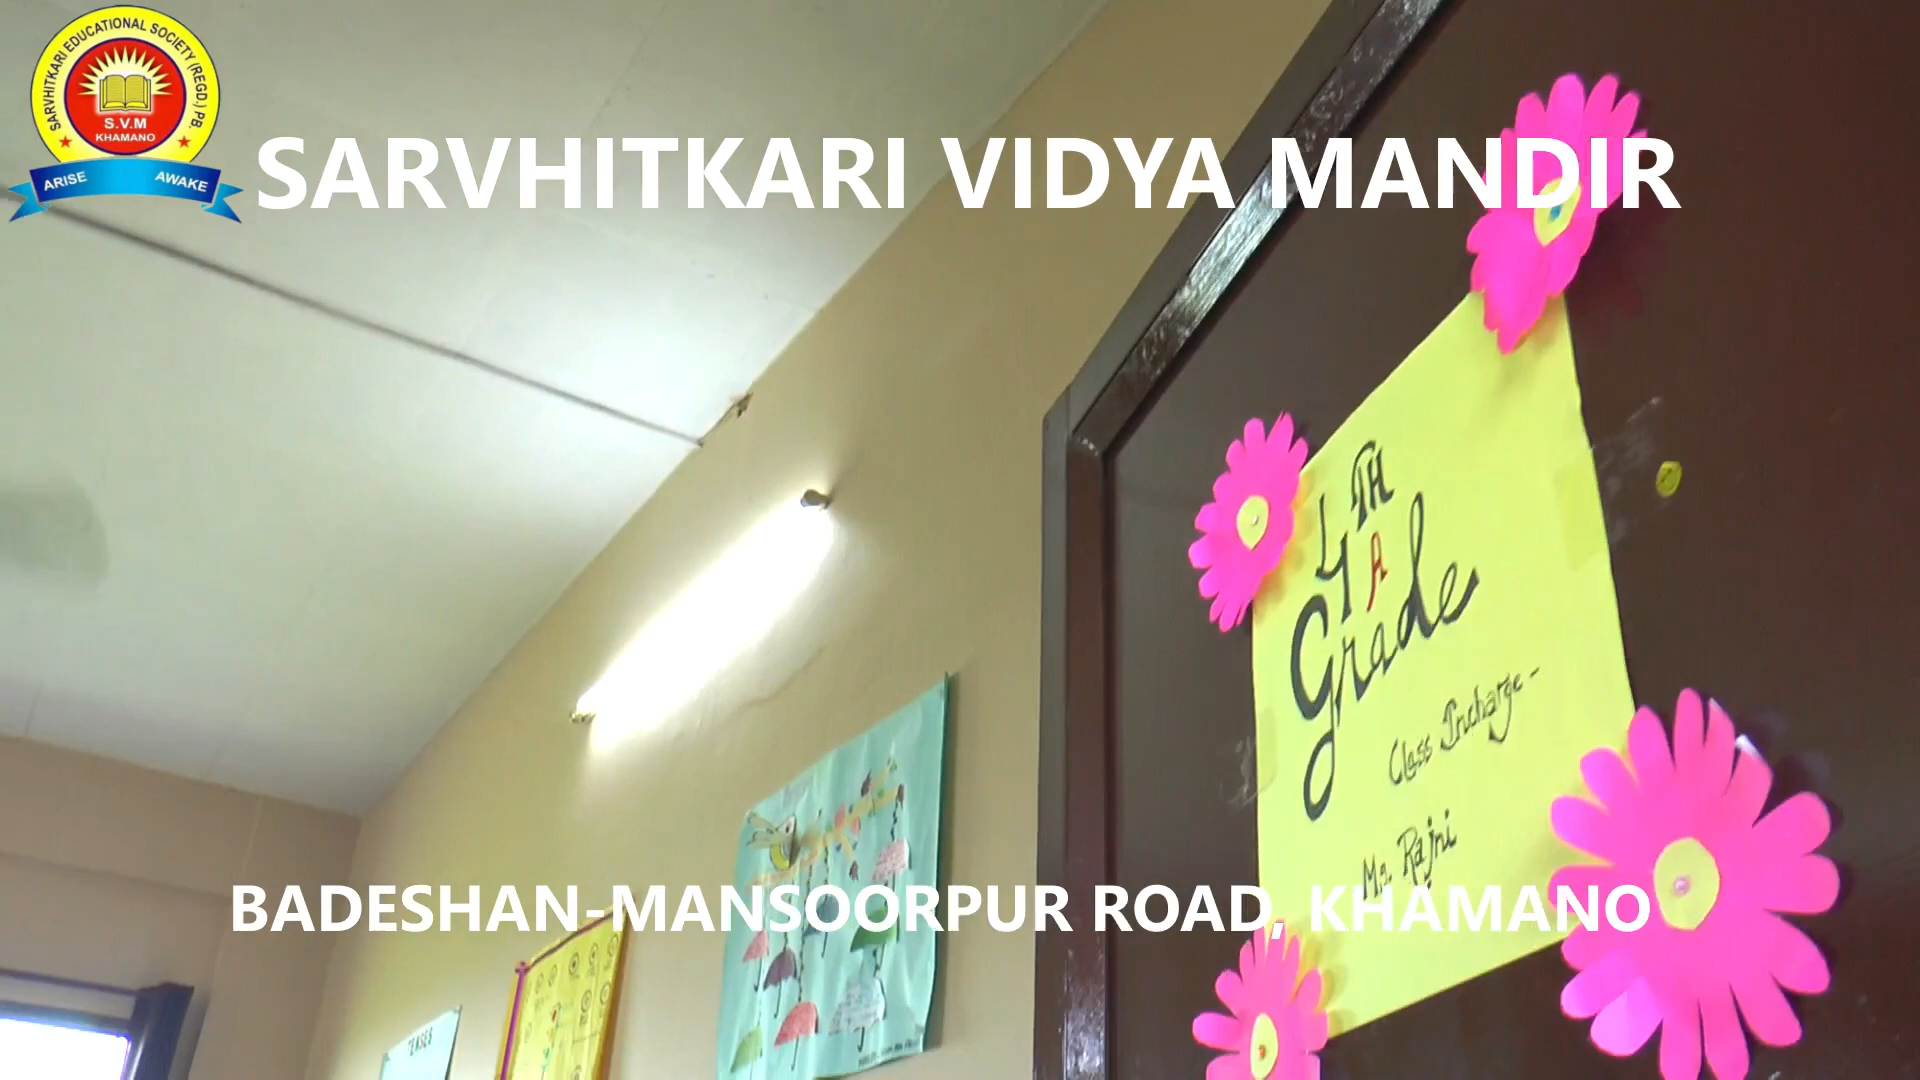 SARVHITKARI EDUCATIONAL SOCIETY (REGD.) PB.
S.V.M
KHAMANO
ARISE AWAKE
SARVHITKARI VIDYA MANDIR
4TH
A
Grade
Class Incharge -
Ms. Rajni
BADESHAN-MANSOORPUR ROAD, KHAMANO
TENSES